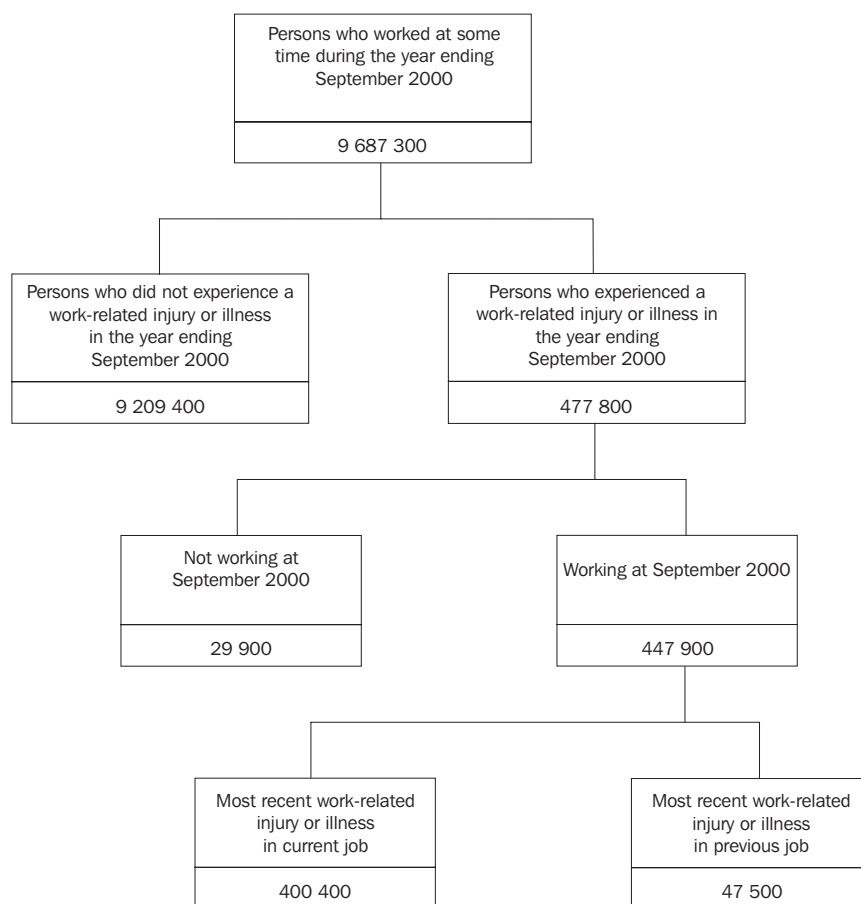 Persons who worked at some
time during the year ending
September 2000
9 687 300
Persons who did not experience a
work-related injury or illness
in the year ending
September 2000
9 209 400
Persons who experienced a
work-related injury or illness in
the year ending
September 2000
477 800
Not working at
September 2000
29 900
Working at September 2000
447 900
Most recent work-related
injury or illness
in current job
400 400
Most recent work-related
injury or illness
in previous job
47 500